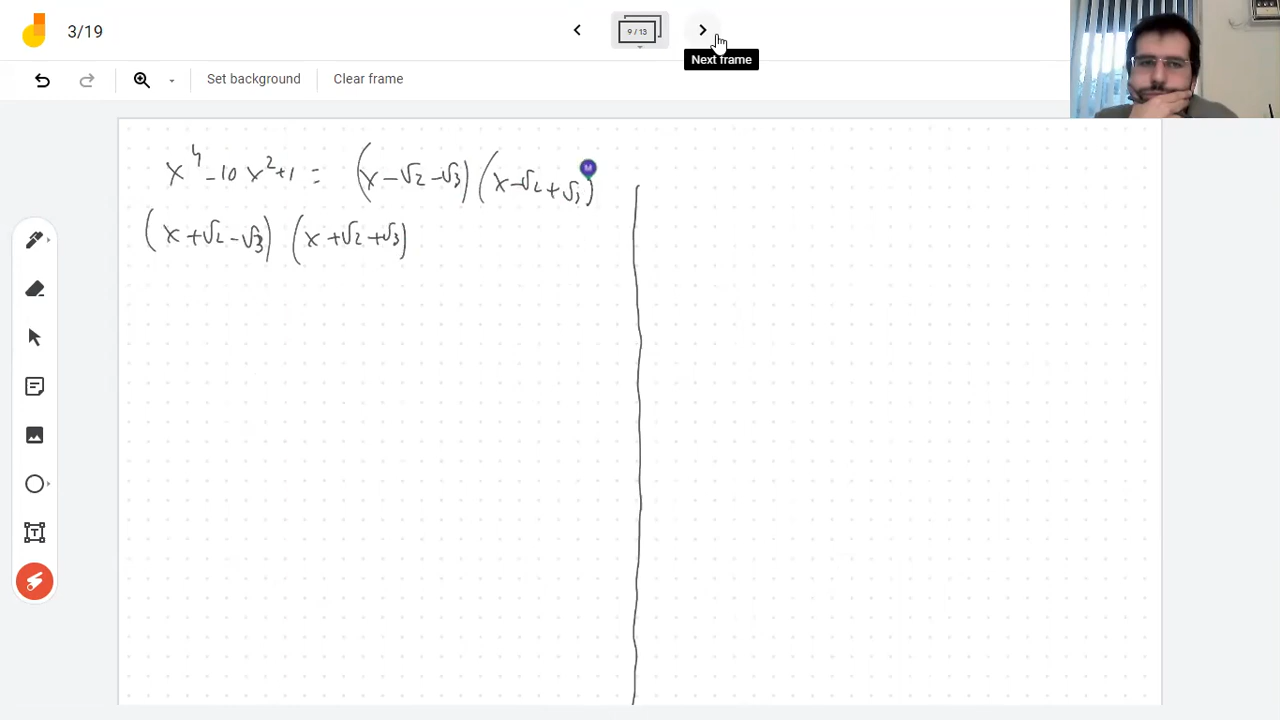 3/19
9 / 13
Next frame
Set background
Clear frame
x⁴ - 10x² + 1 = (x - √2 - √3) (x - √2 + √3)
M
(x + √2 - √3) (x + √2 + √3)
T